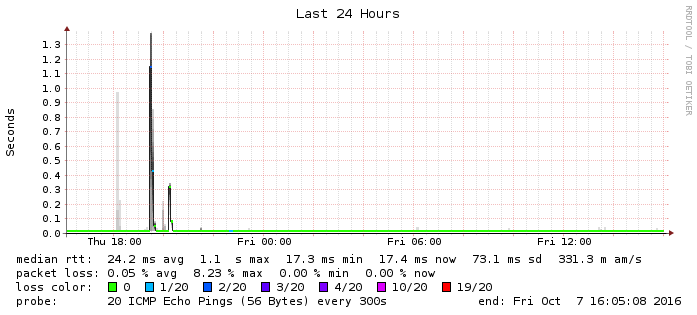 Last 24 Hours
RRDTOOL / TOBI OETIKER
Seconds
1.3
1.2
1.1
1.0
0.9
0.8
0.7
0.6
0.5
0.4
0.3
0.2
0.1
0.0
Thu 18:00 Fri 00:00 Fri 06:00 Fri 12:00
median rtt: 24.2 ms avg 1.1 s max 17.3 ms min 17.4 ms now 73.1 ms sd 331.3 m am/s
packet loss: 0.05 % avg 8.23 % max 0.00 % min 0.00 % now
loss color: 0 1/20 2/20 3/20 4/20 10/20 19/20
probe: 20 ICMP Echo Pings (56 Bytes) every 300s end: Fri Oct 7 16:05:08 2016